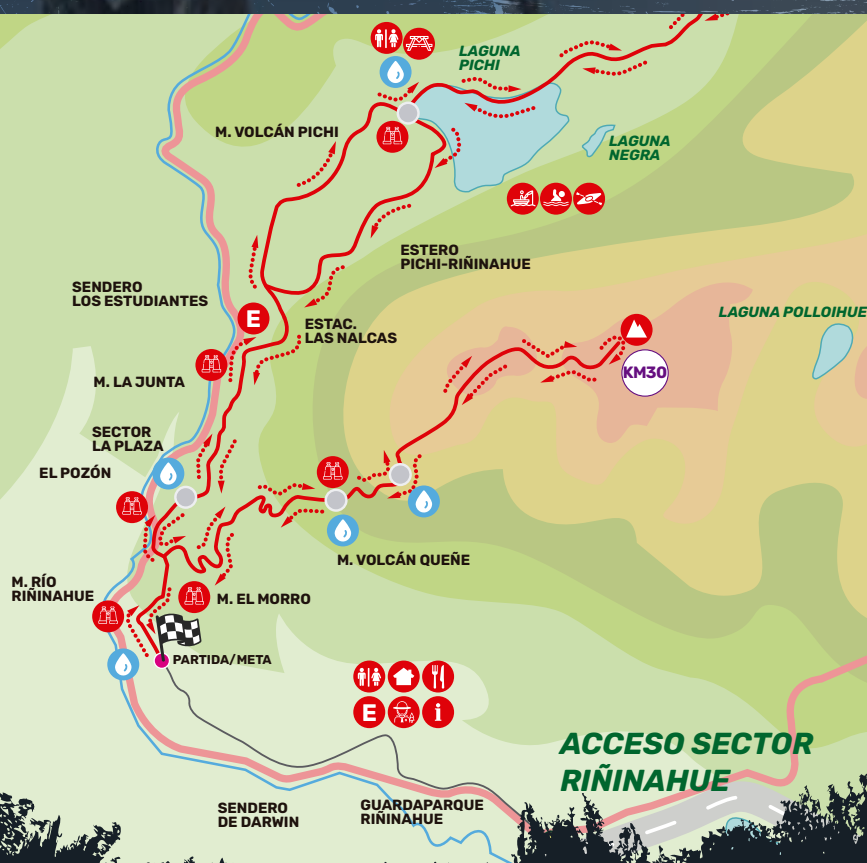 LAGUNA
PICHI
M. VOLCÁN PICHI
LAGUNA
NEGRA
ESTERO
PICHI-RIÑINAHUE
SENDERO
LOS ESTUDIANTES
E
ESTAC.
LAS NALCAS
LAGUNA POLLOIHUE
KM30
M. LA JUNTA
SECTOR
LA PLAZA
EL POZÓN
M. VOLCÁN QUEÑE
M. RÍO
RIÑINAHUE
M. EL MORRO
PARTIDA/META
E
i
ACCESO SECTOR
RIÑINAHUE
SENDERO
DE DARWIN
GUARDAPARQUE
RIÑINAHUE